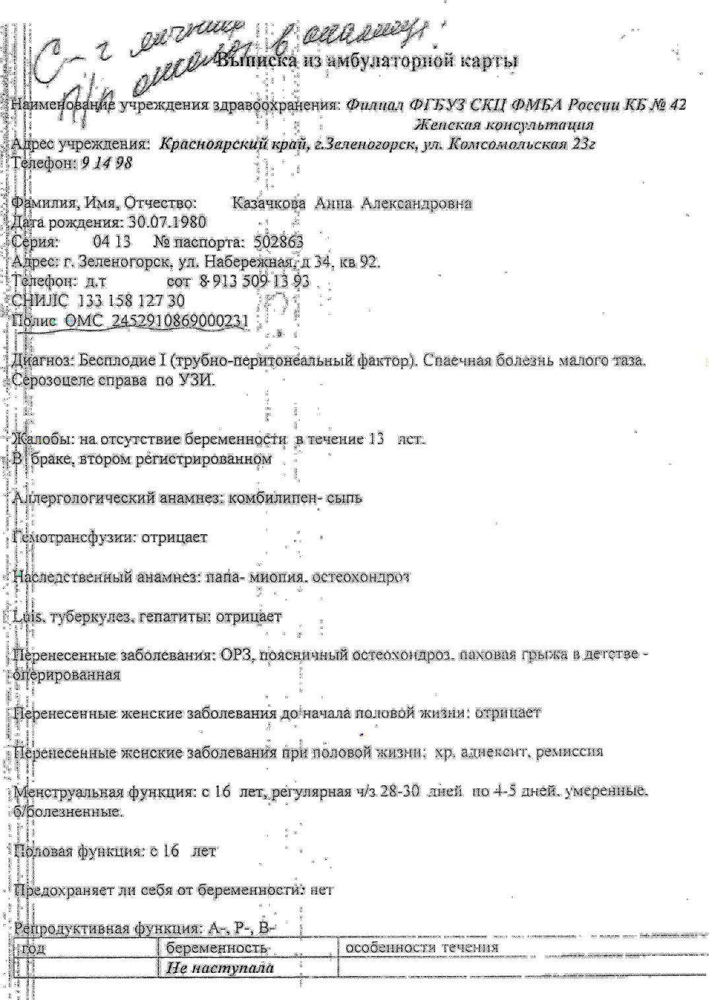 С-г яичника
п/п в анамнезе
Выписка из амбулаторной карты
Наименование учреждения здравоохранения: Филиал ФГБУЗ СКЦ ФМБА России КБ № 42
Женская консультация
Адрес учреждения: Красноярский край, г.Зеленогорск, ул. Комсомольская 23г
Телефон: 9 14 98
Фамилия, Имя, Отчество: Казачкова Анна Александровна
Дата рождения: 30.07.1980
Серия: 04 13 № паспорта: 502863
Адрес: г. Зеленогорск, ул. Набережная, д 34, кв 92.
Телефон: д.т сот 8-913 509 13 93
СНИЛС 133 158 127 30
Полис ОМС 2452910869000231
Диагноз: Бесплодие I (трубно-перитонеальный фактор). Спаечная болезнь малого таза.
Серозоцеле справа по УЗИ.
Жалобы: на отсутствие беременности в течение 13 лет.
В браке, втором регистрированном
Аллергологический анамнез: комбилипен- сыпь
Гемотрансфузии: отрицает
Наследственный анамнез: папа- миопия, остеохондроз
Luis, туберкулез, гепатиты: отрицает
Перенесенные заболевания: ОРЗ, поясничный остеохондроз, паховая грыжа в детстве -
оперированная
Перенесенные женские заболевания до начала половой жизни: отрицает
Перенесенные женские заболевания при половой жизни: хр. аднексит, ремиссия
Менструальная функция: с 16 лет, регулярная ч/з 28-30 дней по 4-5 дней, умеренные,
б/болезненные.
Половая функция: с 16 лет
Предохраняет ли себя от беременности: нет
Репродуктивная функция: А-, Р-, В-
год беременность особенности течения
Не наступала